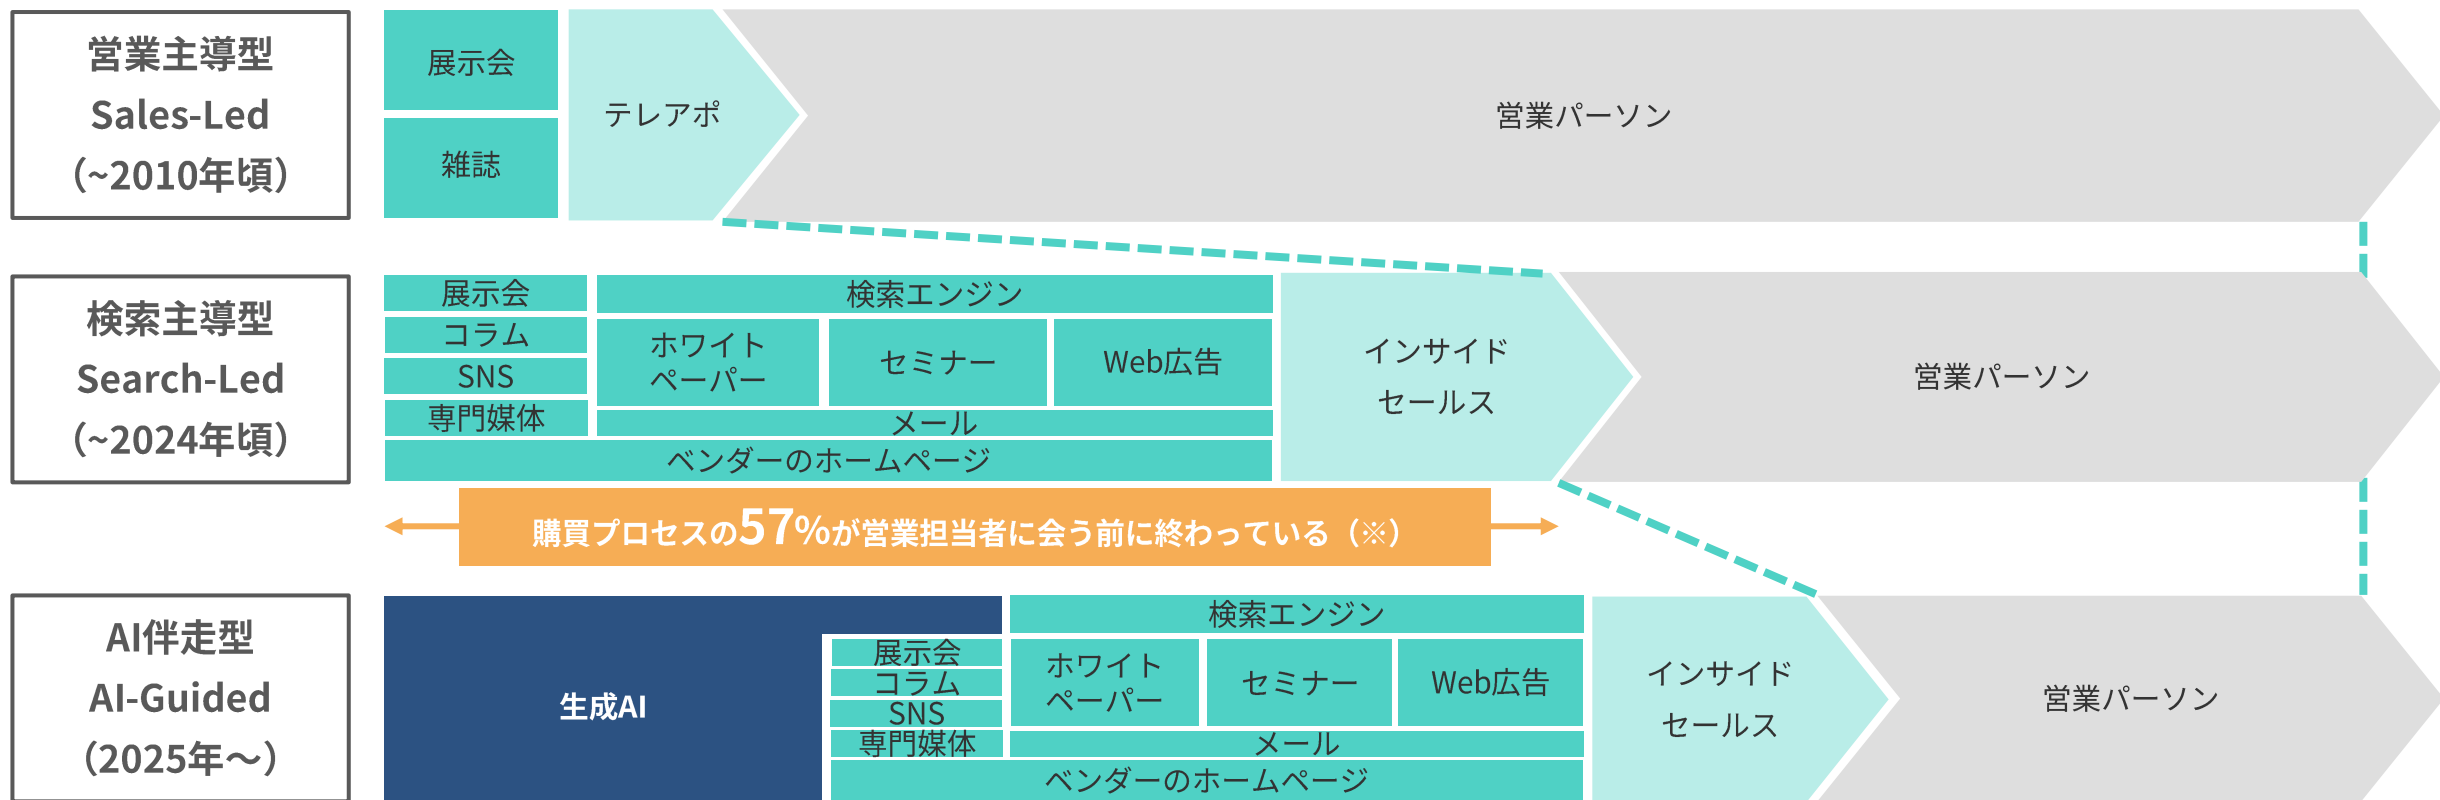 営業主導型
Sales-Led
（~2010年頃）
展示会
雑誌
テレアポ
営業パーソン
検索主導型
Search-Led
（~2024年頃）
展示会
コラム
SNS
専門媒体
検索エンジン
ホワイト
ペーパー
セミナー
Web広告
メール
ベンダーのホームページ
インサイド
セールス
営業パーソン
購買プロセスの57%が営業担当者に会う前に終わっている（※）
AI伴走型
AI-Guided
（2025年〜）
生成AI
展示会
コラム
SNS
専門媒体
検索エンジン
ホワイト
ペーパー
セミナー
Web広告
メール
ベンダーのホームページ
インサイド
セールス
営業パーソン